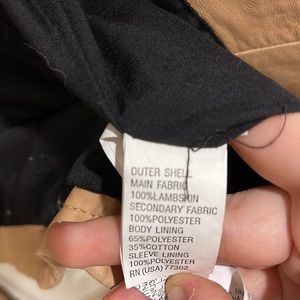 OUTER SHELL
MAIN FABRIC
100%LAMBSKIN
SECONDARY FABRIC
100%POLYESTER
BODY LINING
65%POLYESTER
35%COTTON
SLEEVE LINING
100%POLYESTER
RN (USA) 77302